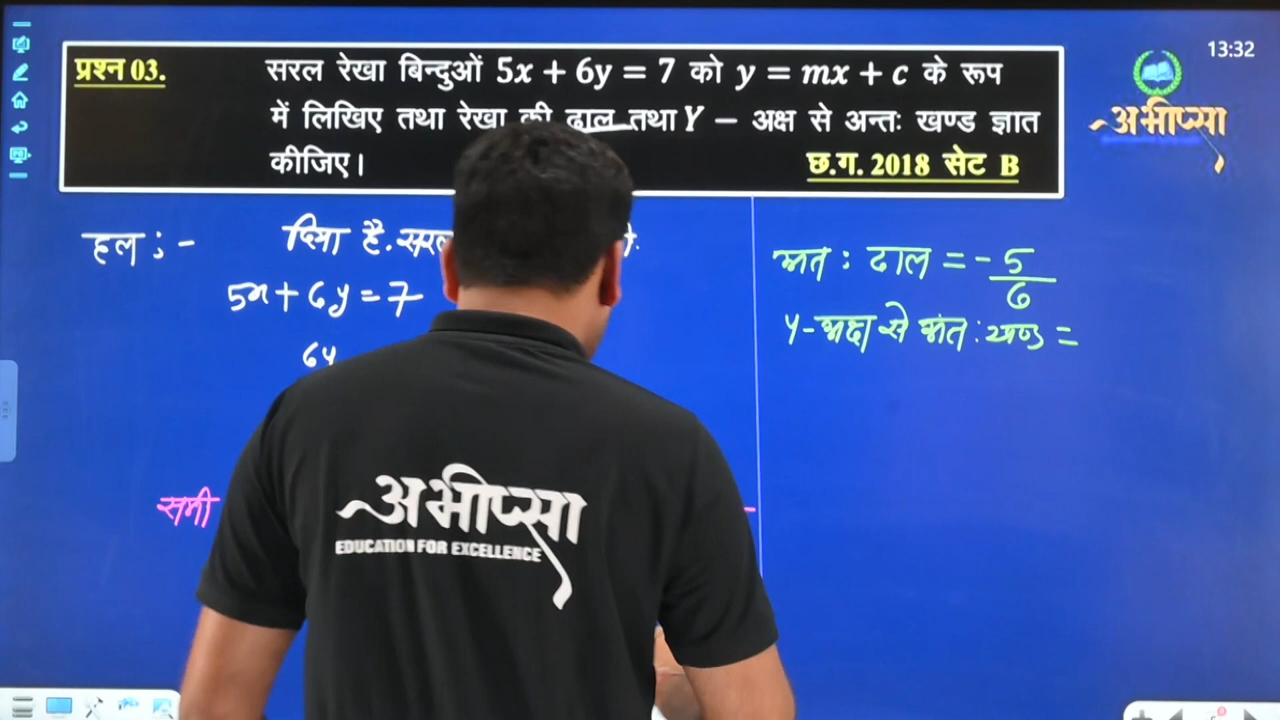 13:32
प्रश्न 03. सरल रेखा बिन्दुओं 5x + 6y = 7 को y = mx + c के रूप
में लिखिए तथा रेखा की ढाल तथा Y − अक्ष से अन्तः खण्ड ज्ञात
कीजिए। छ.ग. 2018 सेट B
अभीप्सा
हल :- दिया है. सरल
5x + 6y = 7
6y
समी
अत : ढाल = - 5/6
y-अक्ष से अंत: खण्ड =
अभीप्सा
EDUCATION FOR EXCELLENCE